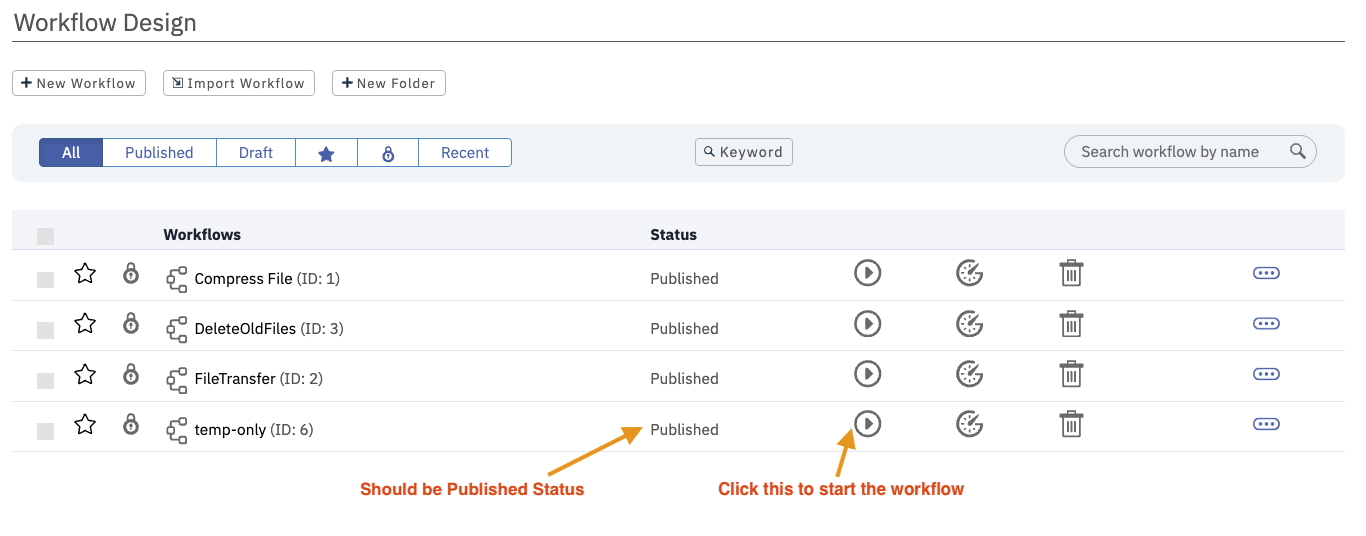 Workflow Design
New Workflow Import Workflow New Folder
All Published Draft Recent Keyword Search workflow by name
Workflows Status
Compress File (ID: 1) Published
DeleteOldFiles (ID: 3) Published
FileTransfer (ID: 2) Published
temp-only (ID: 6) Published
Should be Published Status Click this to start the workflow